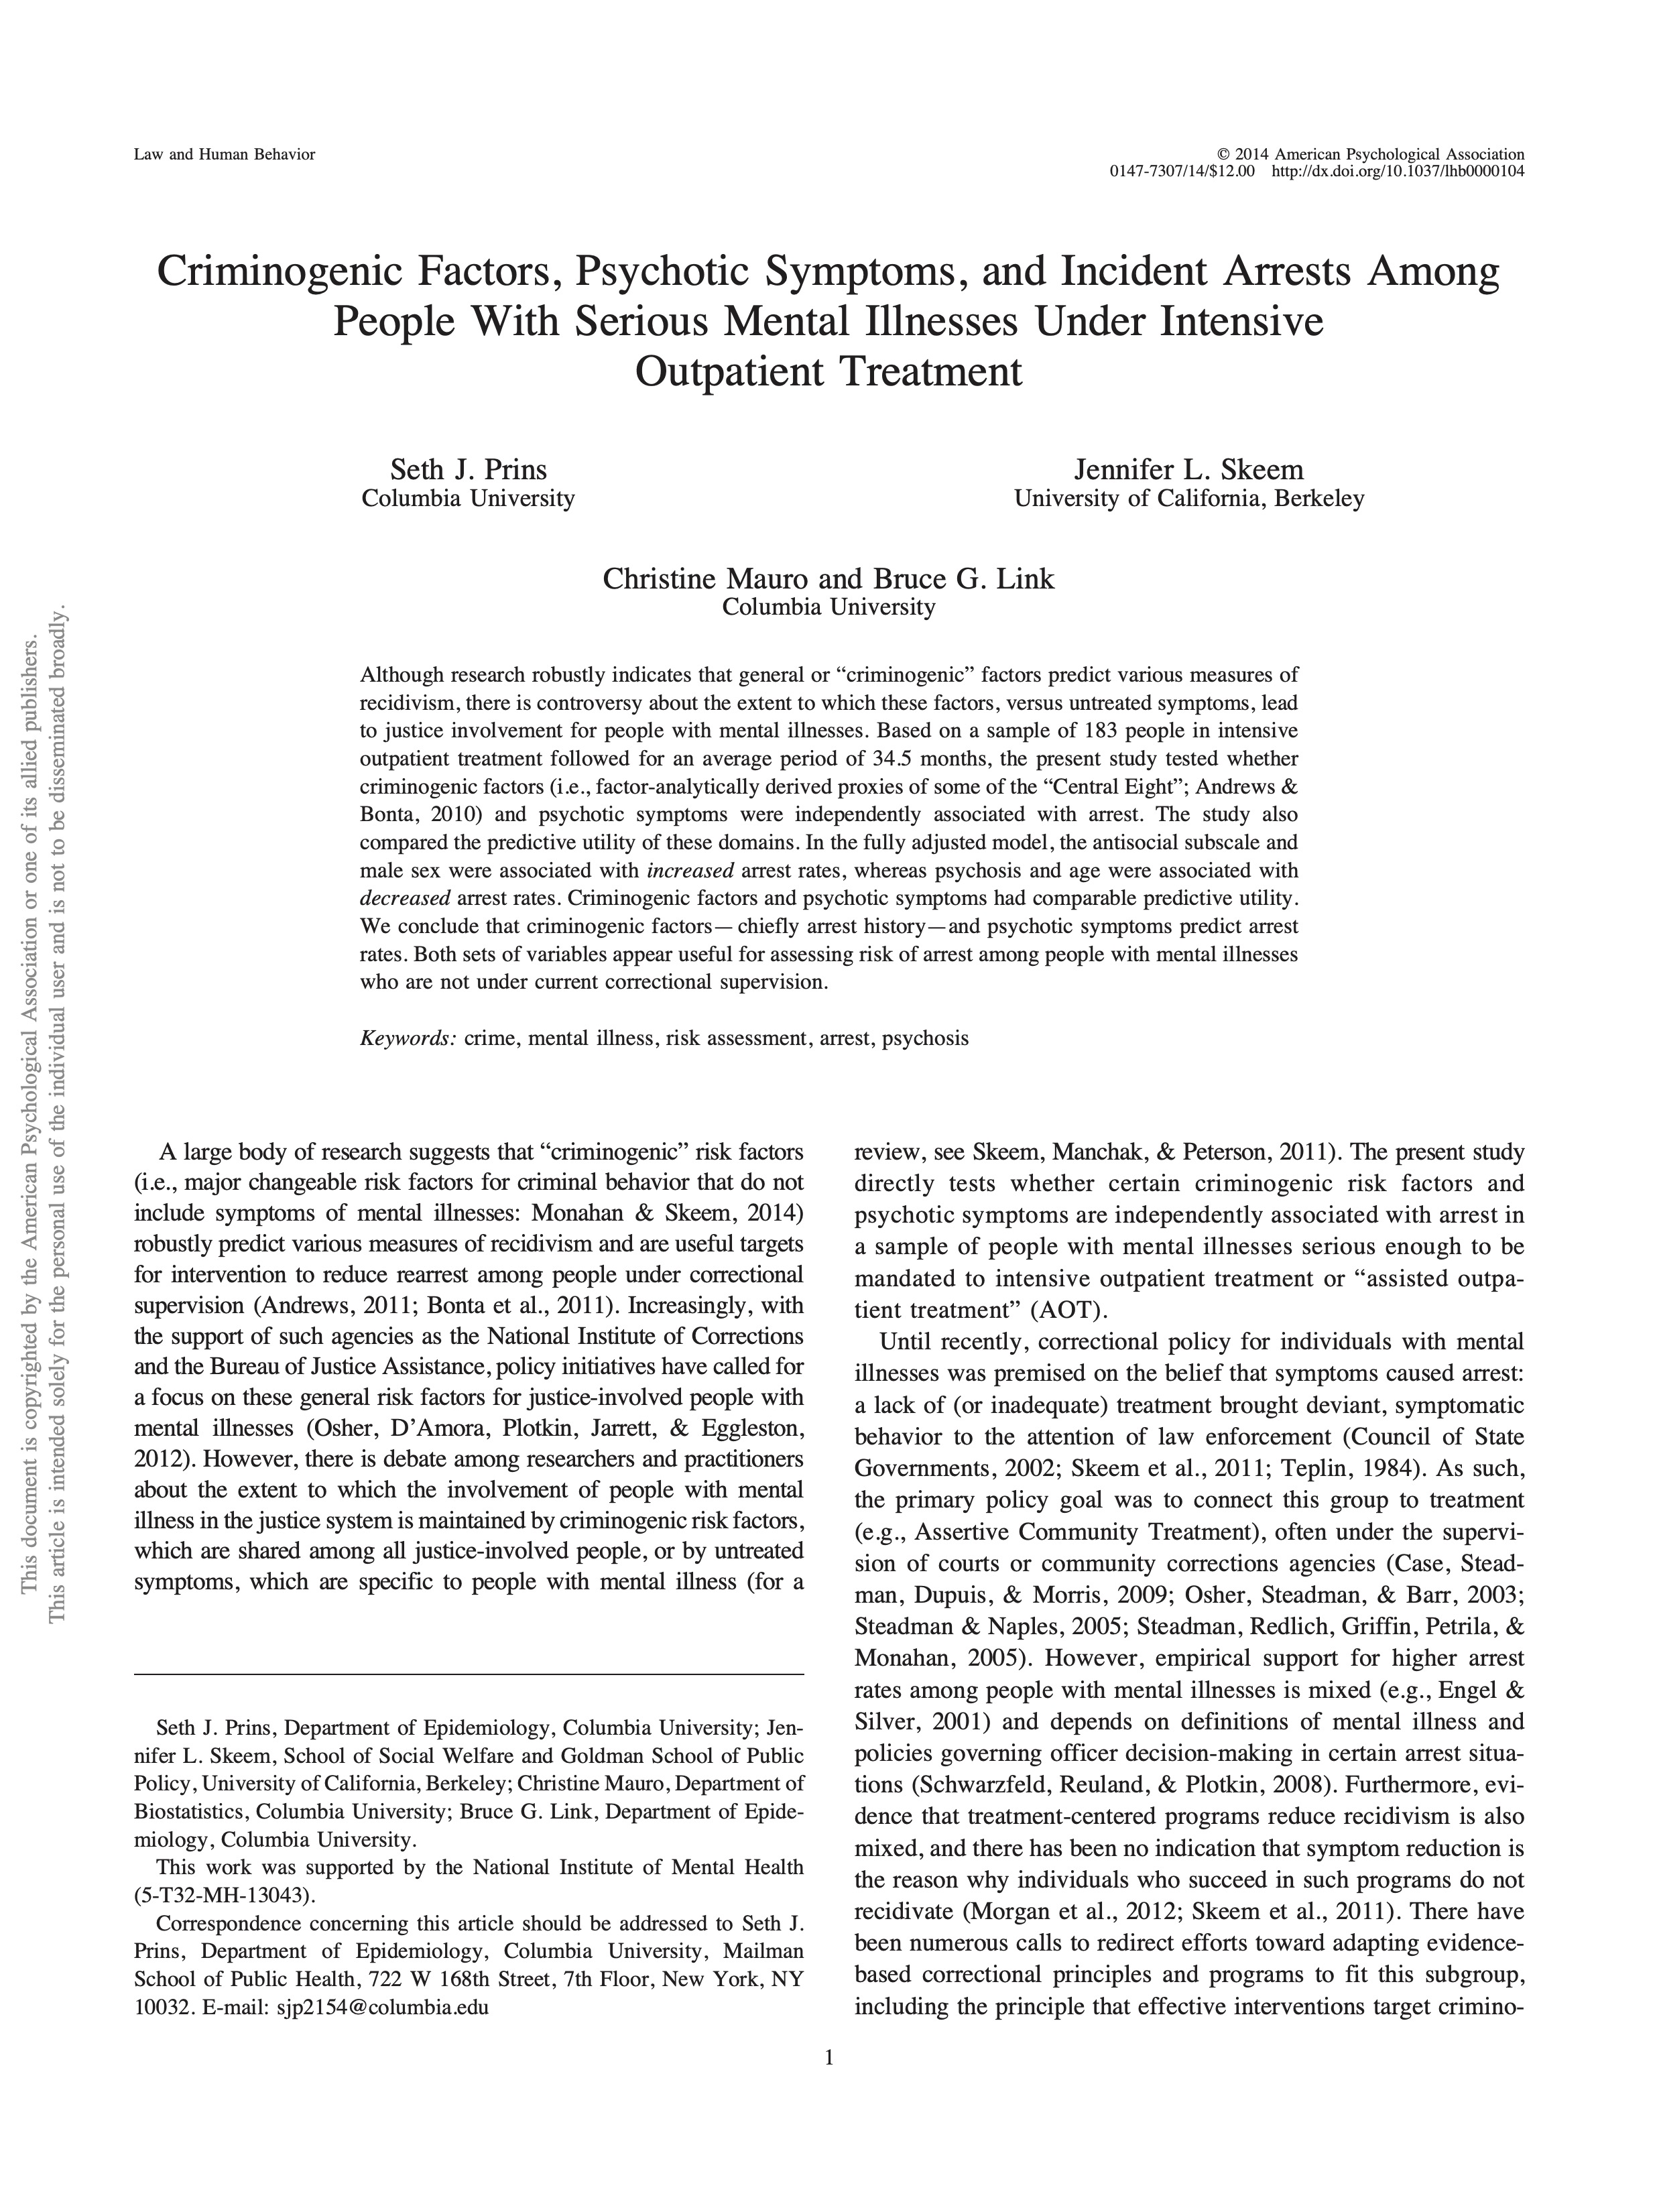 Law and Human Behavior
© 2014 American Psychological Association
0147-7307/14/$12.00 http://dx.doi.org/10.1037/lhb0000104
Criminogenic Factors, Psychotic Symptoms, and Incident Arrests Among
People With Serious Mental Illnesses Under Intensive
Outpatient Treatment
Seth J. Prins
Columbia University
Jennifer L. Skeem
University of California, Berkeley
Christine Mauro and Bruce G. Link
Columbia University
Although research robustly indicates that general or “criminogenic” factors predict various measures of
recidivism, there is controversy about the extent to which these factors, versus untreated symptoms, lead
to justice involvement for people with mental illnesses. Based on a sample of 183 people in intensive
outpatient treatment followed for an average period of 34.5 months, the present study tested whether
criminogenic factors (i.e., factor-analytically derived proxies of some of the “Central Eight”; Andrews &
Bonta, 2010) and psychotic symptoms were independently associated with arrest. The study also
compared the predictive utility of these domains. In the fully adjusted model, the antisocial subscale and
male sex were associated with increased arrest rates, whereas psychosis and age were associated with
decreased arrest rates. Criminogenic factors and psychotic symptoms had comparable predictive utility.
We conclude that criminogenic factors—chiefly arrest history—and psychotic symptoms predict arrest
rates. Both sets of variables appear useful for assessing risk of arrest among people with mental illnesses
who are not under current correctional supervision.
Keywords: crime, mental illness, risk assessment, arrest, psychosis
A large body of research suggests that “criminogenic” risk factors
(i.e., major changeable risk factors for criminal behavior that do not
include symptoms of mental illnesses: Monahan & Skeem, 2014)
robustly predict various measures of recidivism and are useful targets
for intervention to reduce rearrest among people under correctional
supervision (Andrews, 2011; Bonta et al., 2011). Increasingly, with
the support of such agencies as the National Institute of Corrections
and the Bureau of Justice Assistance, policy initiatives have called for
a focus on these general risk factors for justice-involved people with
mental illnesses (Osher, D’Amora, Plotkin, Jarrett, & Eggleston,
2012). However, there is debate among researchers and practitioners
about the extent to which the involvement of people with mental
illness in the justice system is maintained by criminogenic risk factors,
which are shared among all justice-involved people, or by untreated
symptoms, which are specific to people with mental illness (for a
Seth J. Prins, Department of Epidemiology, Columbia University; Jen-
nifer L. Skeem, School of Social Welfare and Goldman School of Public
Policy, University of California, Berkeley; Christine Mauro, Department of
Biostatistics, Columbia University; Bruce G. Link, Department of Epide-
miology, Columbia University.
This work was supported by the National Institute of Mental Health
(5-T32-MH-13043).
Correspondence concerning this article should be addressed to Seth J.
Prins, Department of Epidemiology, Columbia University, Mailman
School of Public Health, 722 W 168th Street, 7th Floor, New York, NY
10032. E-mail: sjp2154@columbia.edu
review, see Skeem, Manchak, & Peterson, 2011). The present study
directly tests whether certain criminogenic risk factors and
psychotic symptoms are independently associated with arrest in
a sample of people with mental illnesses serious enough to be
mandated to intensive outpatient treatment or “assisted outpa-
tient treatment” (AOT).
Until recently, correctional policy for individuals with mental
illnesses was premised on the belief that symptoms caused arrest:
a lack of (or inadequate) treatment brought deviant, symptomatic
behavior to the attention of law enforcement (Council of State
Governments, 2002; Skeem et al., 2011; Teplin, 1984). As such,
the primary policy goal was to connect this group to treatment
(e.g., Assertive Community Treatment), often under the supervi-
sion of courts or community corrections agencies (Case, Stead-
man, Dupuis, & Morris, 2009; Osher, Steadman, & Barr, 2003;
Steadman & Naples, 2005; Steadman, Redlich, Griffin, Petrila, &
Monahan, 2005). However, empirical support for higher arrest
rates among people with mental illnesses is mixed (e.g., Engel &
Silver, 2001) and depends on definitions of mental illness and
policies governing officer decision-making in certain arrest situa-
tions (Schwarzfeld, Reuland, & Plotkin, 2008). Furthermore, evi-
dence that treatment-centered programs reduce recidivism is also
mixed, and there has been no indication that symptom reduction is
the reason why individuals who succeed in such programs do not
recidivate (Morgan et al., 2012; Skeem et al., 2011). There have
been numerous calls to redirect efforts toward adapting evidence-
based correctional principles and programs to fit this subgroup,
including the principle that effective interventions target crimino-
1
This document is copyrighted by the American Psychological Association or one of its allied publishers.
This article is intended solely for the personal use of the individual user and is not to be disseminated broadly.